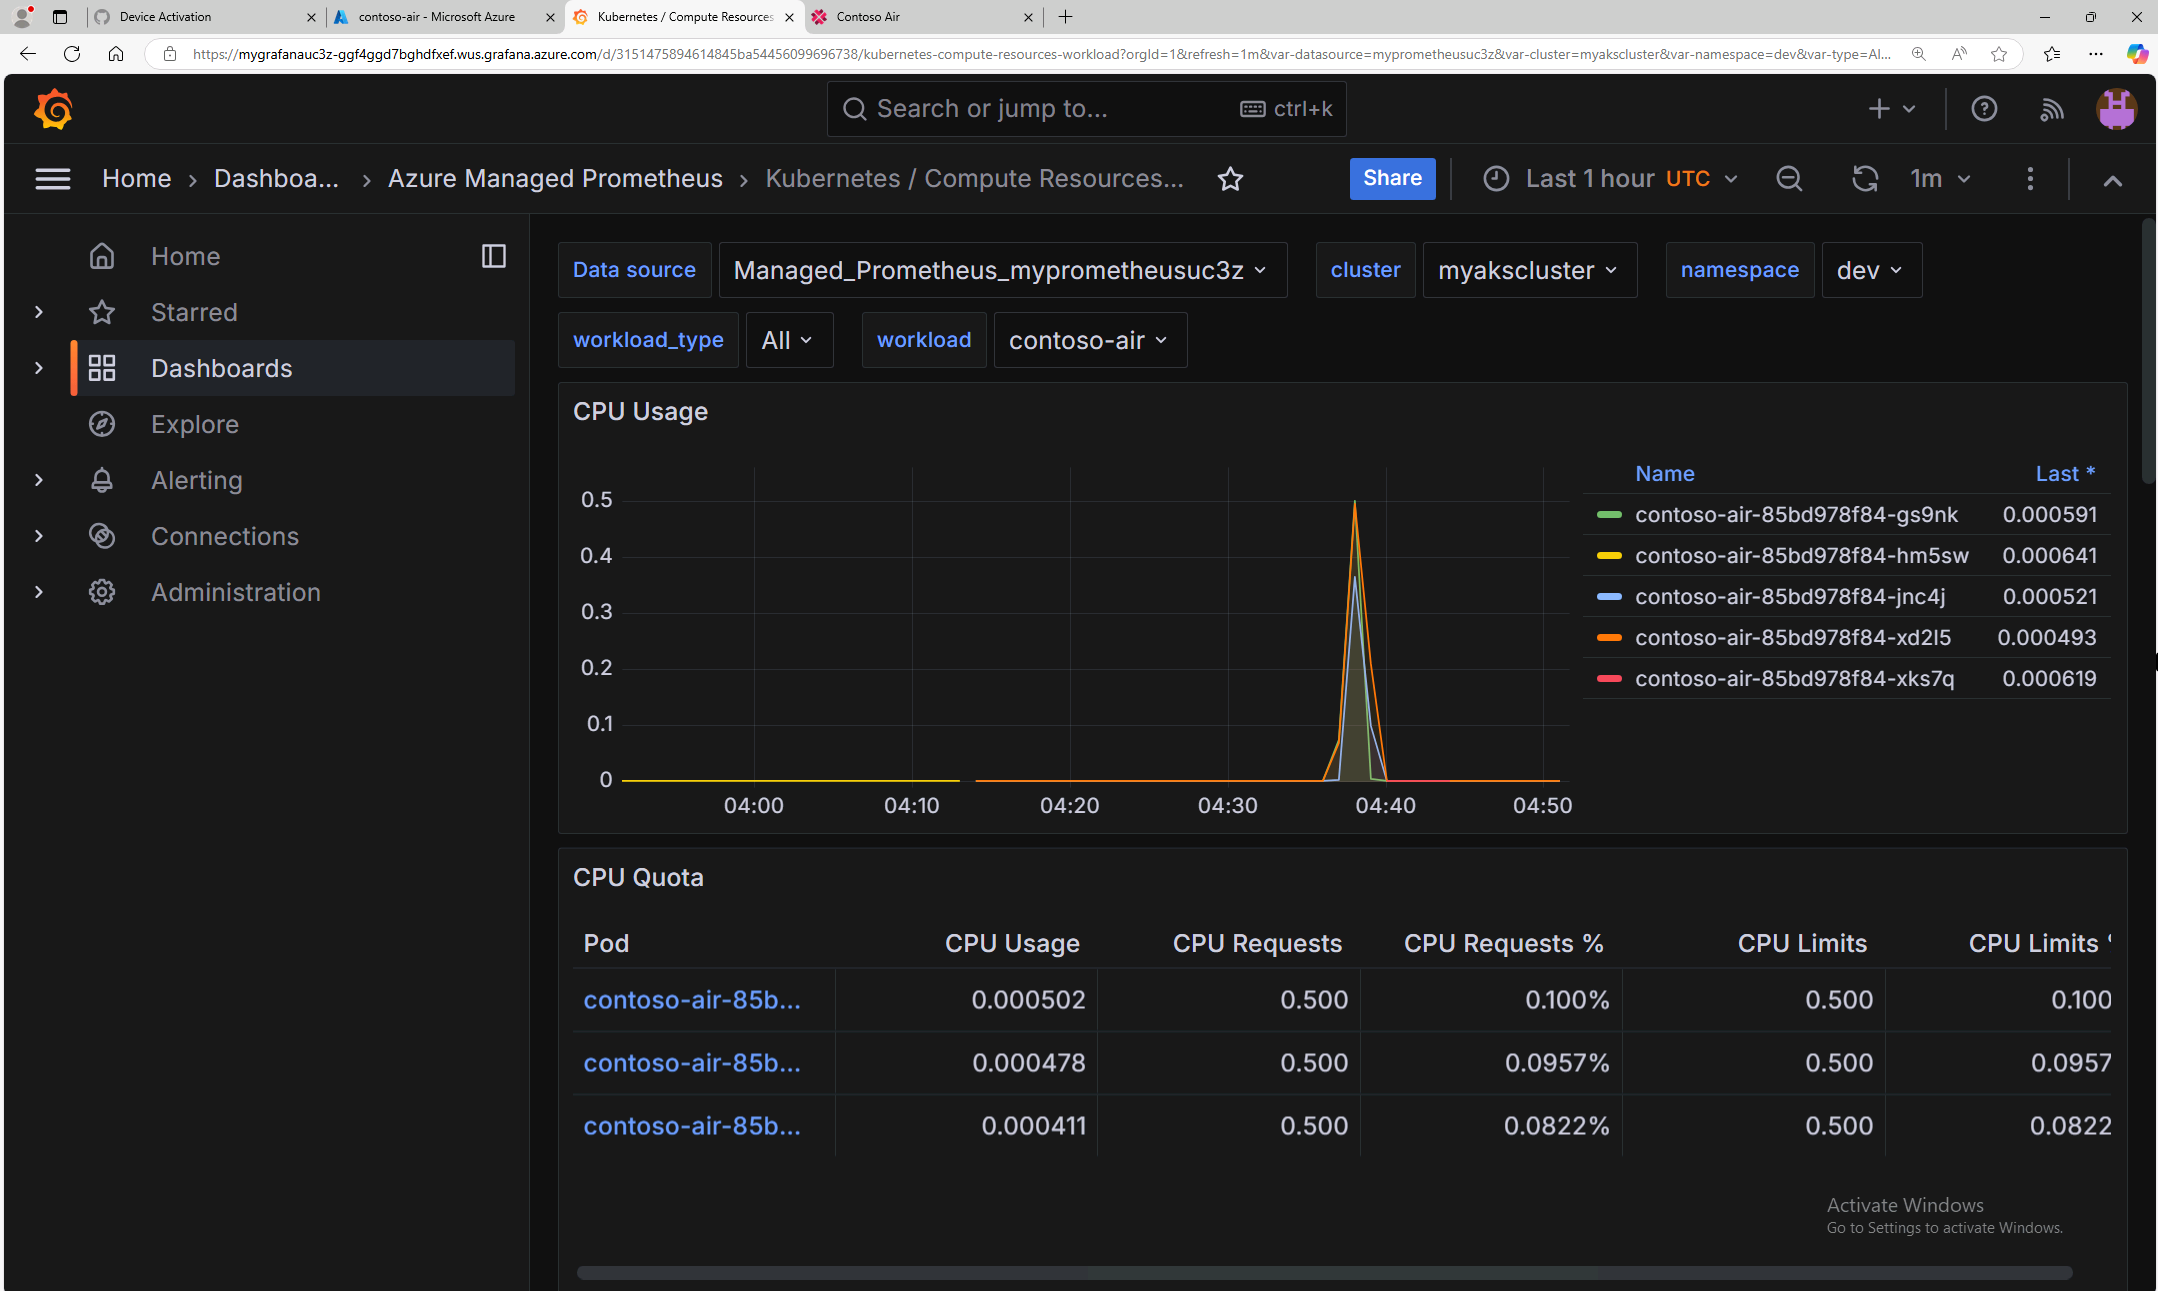 Device Activation
contoso-air - Microsoft Azure
Kubernetes / Compute Resources
Contoso Air
https://mygrafanauc3z-ggf4ggd7bghdfxef.wus.grafana.azure.com/d/3151475894614845ba54456099696738/kubernetes-compute-resources-workload?orgId=1&refresh=1m&var-datasource=myprometheusuc3z&var-cluster=myakscluster&var-namespace=dev&var-type=Al...
Search or jump to...
ctrl+k
Home › Dashboa... › Azure Managed Prometheus › Kubernetes / Compute Resources...
Share
Last 1 hour UTC
1m
Home
Starred
Dashboards
Explore
Alerting
Connections
Administration
Data source Managed_Prometheus_myprometheusuc3z
cluster myakscluster
namespace dev
workload_type All
workload contoso-air
CPU Usage
0.5
0.4
0.3
0.2
0.1
0
04:00 04:10 04:20 04:30 04:40 04:50
Name Last *
contoso-air-85bd978f84-gs9nk 0.000591
contoso-air-85bd978f84-hm5sw 0.000641
contoso-air-85bd978f84-jnc4j 0.000521
contoso-air-85bd978f84-xd2l5 0.000493
contoso-air-85bd978f84-xks7q 0.000619
CPU Quota
Pod CPU Usage CPU Requests CPU Requests % CPU Limits CPU Limits
contoso-air-85b... 0.000502 0.500 0.100% 0.500 0.100
contoso-air-85b... 0.000478 0.500 0.0957% 0.500 0.0957
contoso-air-85b... 0.000411 0.500 0.0822% 0.500 0.0822
Activate Windows
Go to Settings to activate Windows.